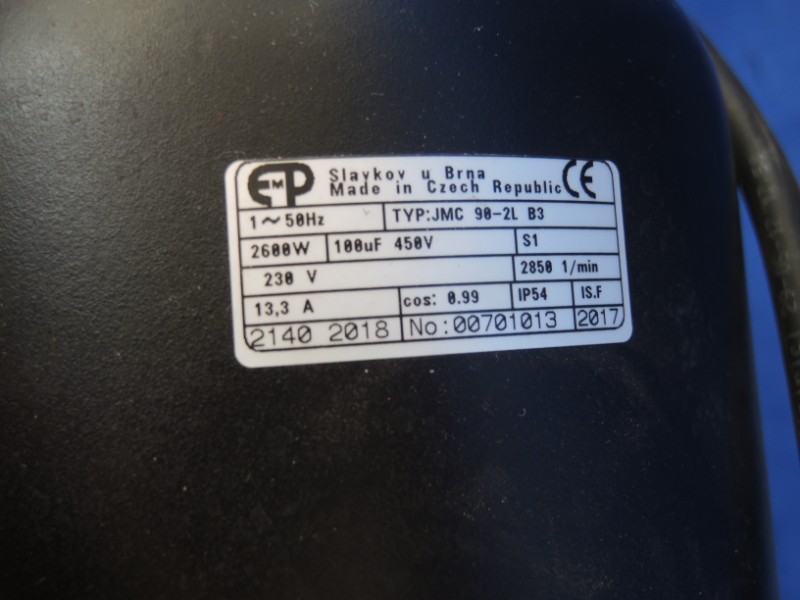 EMP Slavkov u Brna
Made in Czech Republic CE
1~50Hz TYP:JMC 90-2L B3
2600W 100uF 450V S1
230 V 2850 1/min
13,3 A cos: 0.99 IP54 IS.F
2140 2018 No:00701013 2017